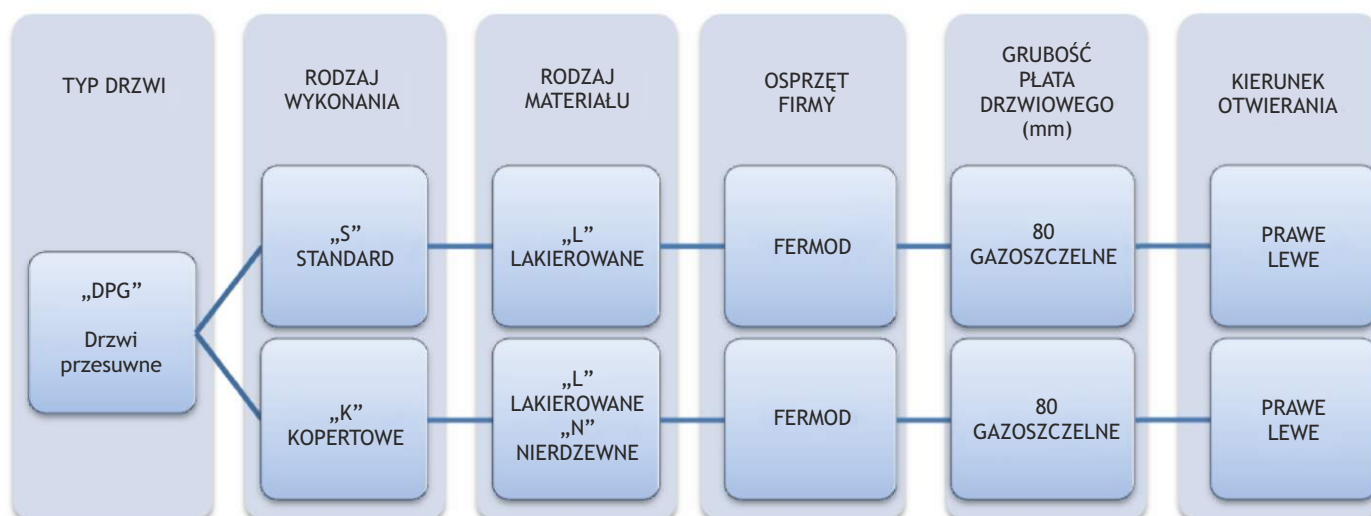 TYP DRZWI
RODZAJ
WYKONANIA
RODZAJ
MATERIAŁU
OSPRZĘT
FIRMY
GRUBOŚĆ
PŁATA
DRZWIOWEGO
(mm)
KIERUNEK
OTWIERANIA
„DPG”
Drzwi
przesuwne
„S”
STANDARD
„L”
LAKIEROWANE
FERMOD
80
GAZOSZCZELNE
PRAWE
LEWE
„K”
KOPERTOWE
„L”
LAKIEROWANE
„N”
NIERDZEWNE
FERMOD
80
GAZOSZCZELNE
PRAWE
LEWE